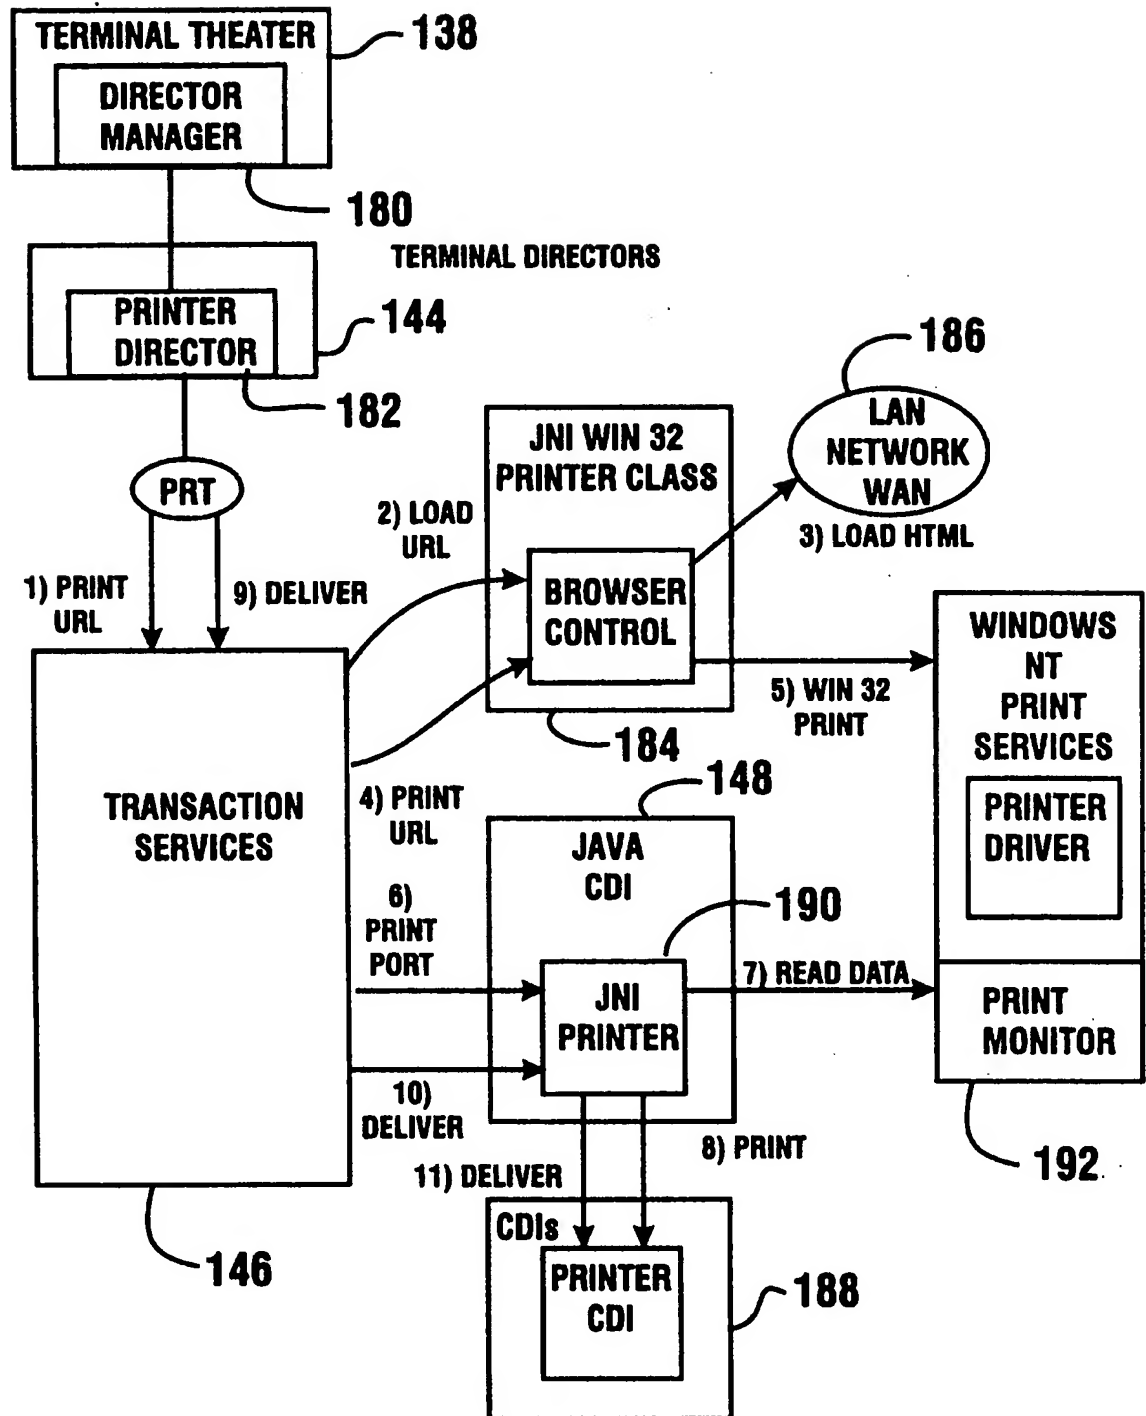 TERMINAL THEATER
138
DIRECTOR
MANAGER
180
TERMINAL DIRECTORS
PRINTER
DIRECTOR
144
182
186
LAN
NETWORK
WAN
JNI WIN 32
PRINTER CLASS
PRT
2) LOAD
URL
3) LOAD HTML
1) PRINT
URL
9) DELIVER
BROWSER
CONTROL
WINDOWS
NT
PRINT
SERVICES
5) WIN 32
PRINT
184
148
TRANSACTION
SERVICES
4) PRINT
URL
PRINTER
DRIVER
JAVA
CDI
6)
PRINT
PORT
190
7) READ DATA
JNI
PRINTER
PRINT
MONITOR
10)
DELIVER
8) PRINT
11) DELIVER
192
CDIs
PRINTER
CDI
146
188